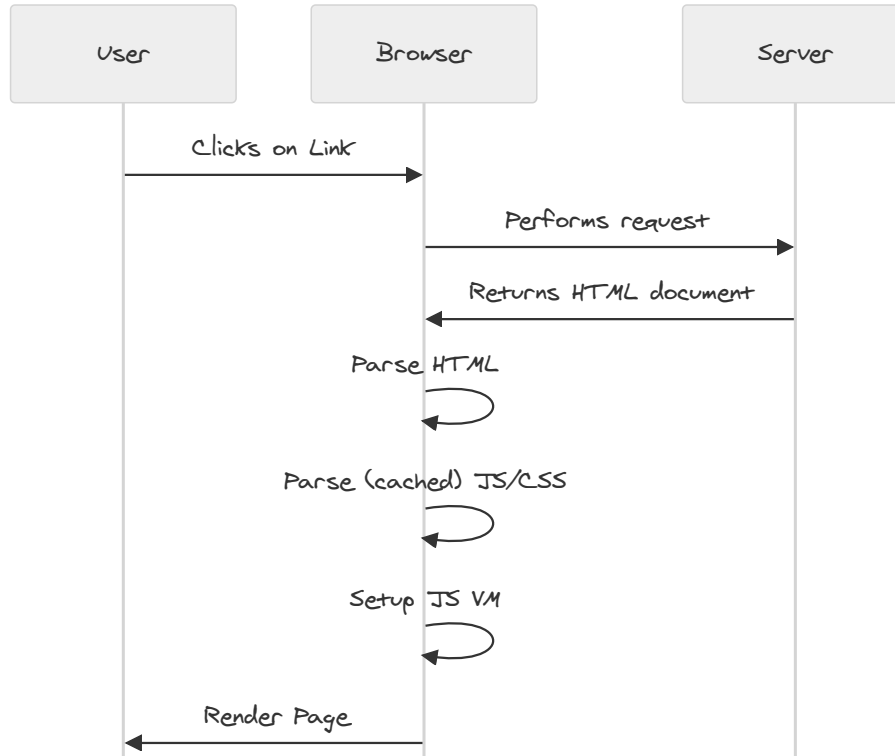 User
Browser
Server
Clicks on Link
Performs request
Returns HTML document
Parse HTML
Parse (cached) JS/CSS
Setup JS VM
Render Page